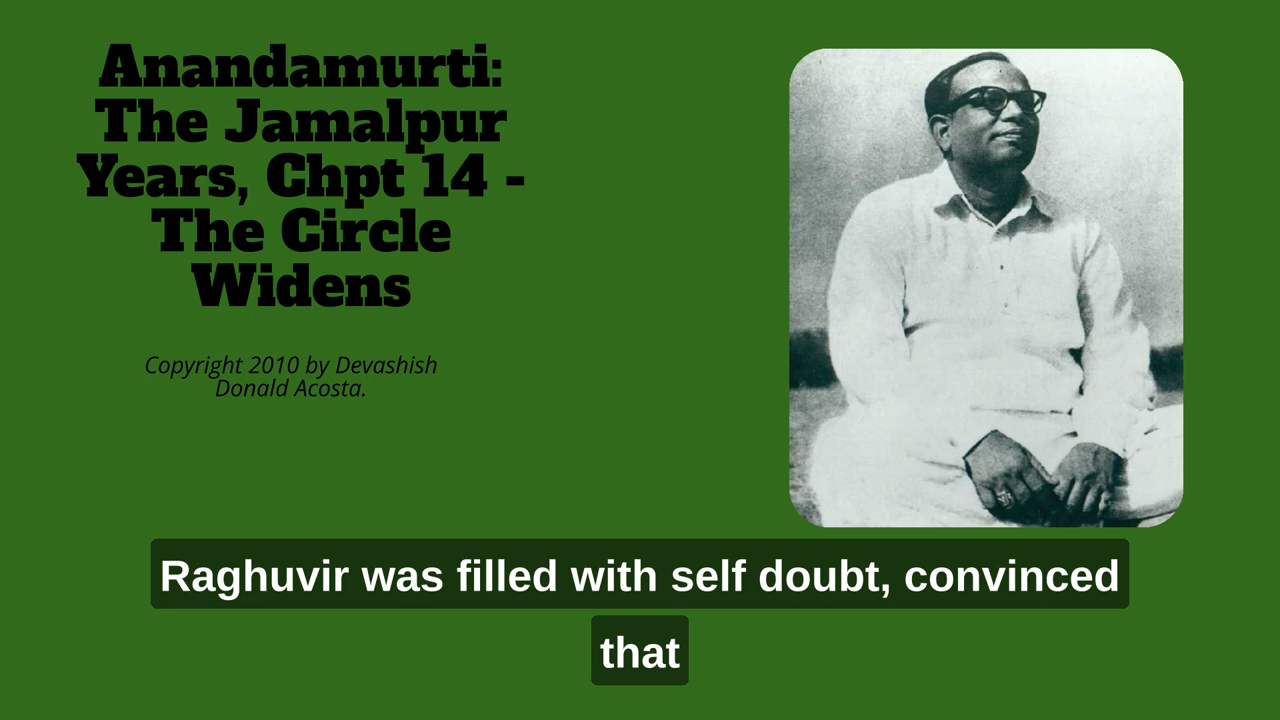 Anandamurti:
The Jamalpur
Years, Chpt 14 -
The Circle
Widens
Copyright 2010 by Devashish
Donald Acosta.
Raghuvir was filled with self doubt, convinced
that